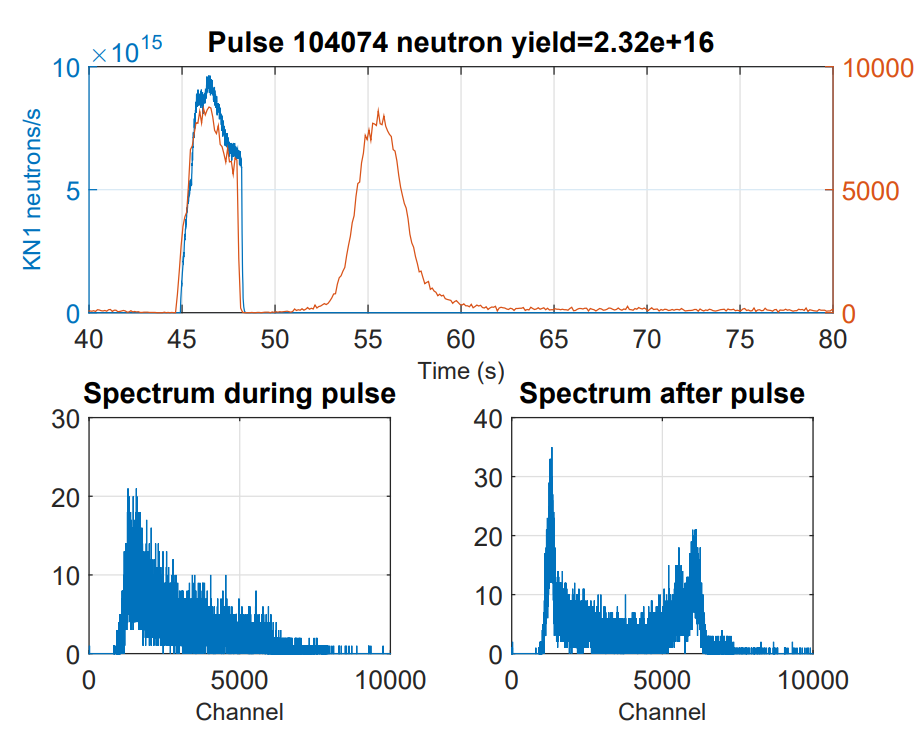 ×10^15
Pulse 104074 neutron yield=2.32e+16
10
5
0
KN1 neutrons/s
10000
5000
0
40 45 50 55 60 65 70 75 80
Time (s)
Spectrum during pulse
30
20
10
0
0 5000 10000
Channel
Spectrum after pulse
40
30
20
10
0
0 5000 10000
Channel